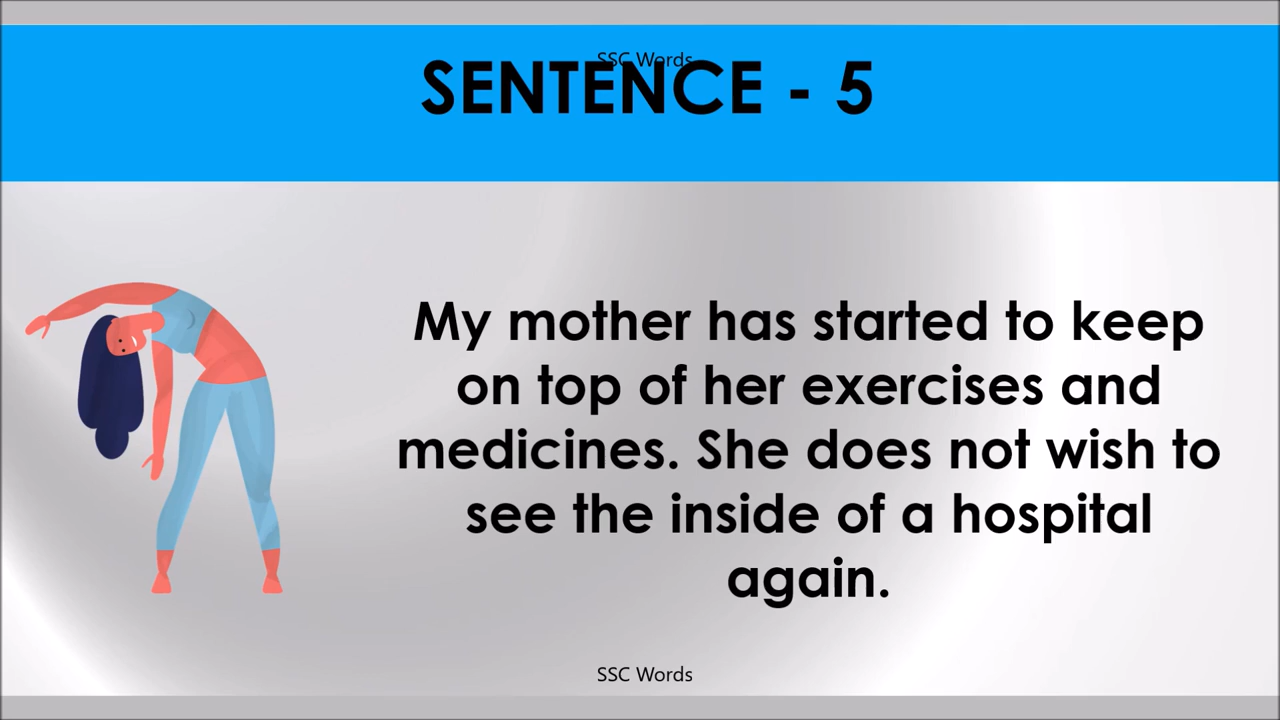 SSC Words
SENTENCE - 5
My mother has started to keep
on top of her exercises and
medicines. She does not wish to
see the inside of a hospital
again.
SSC Words